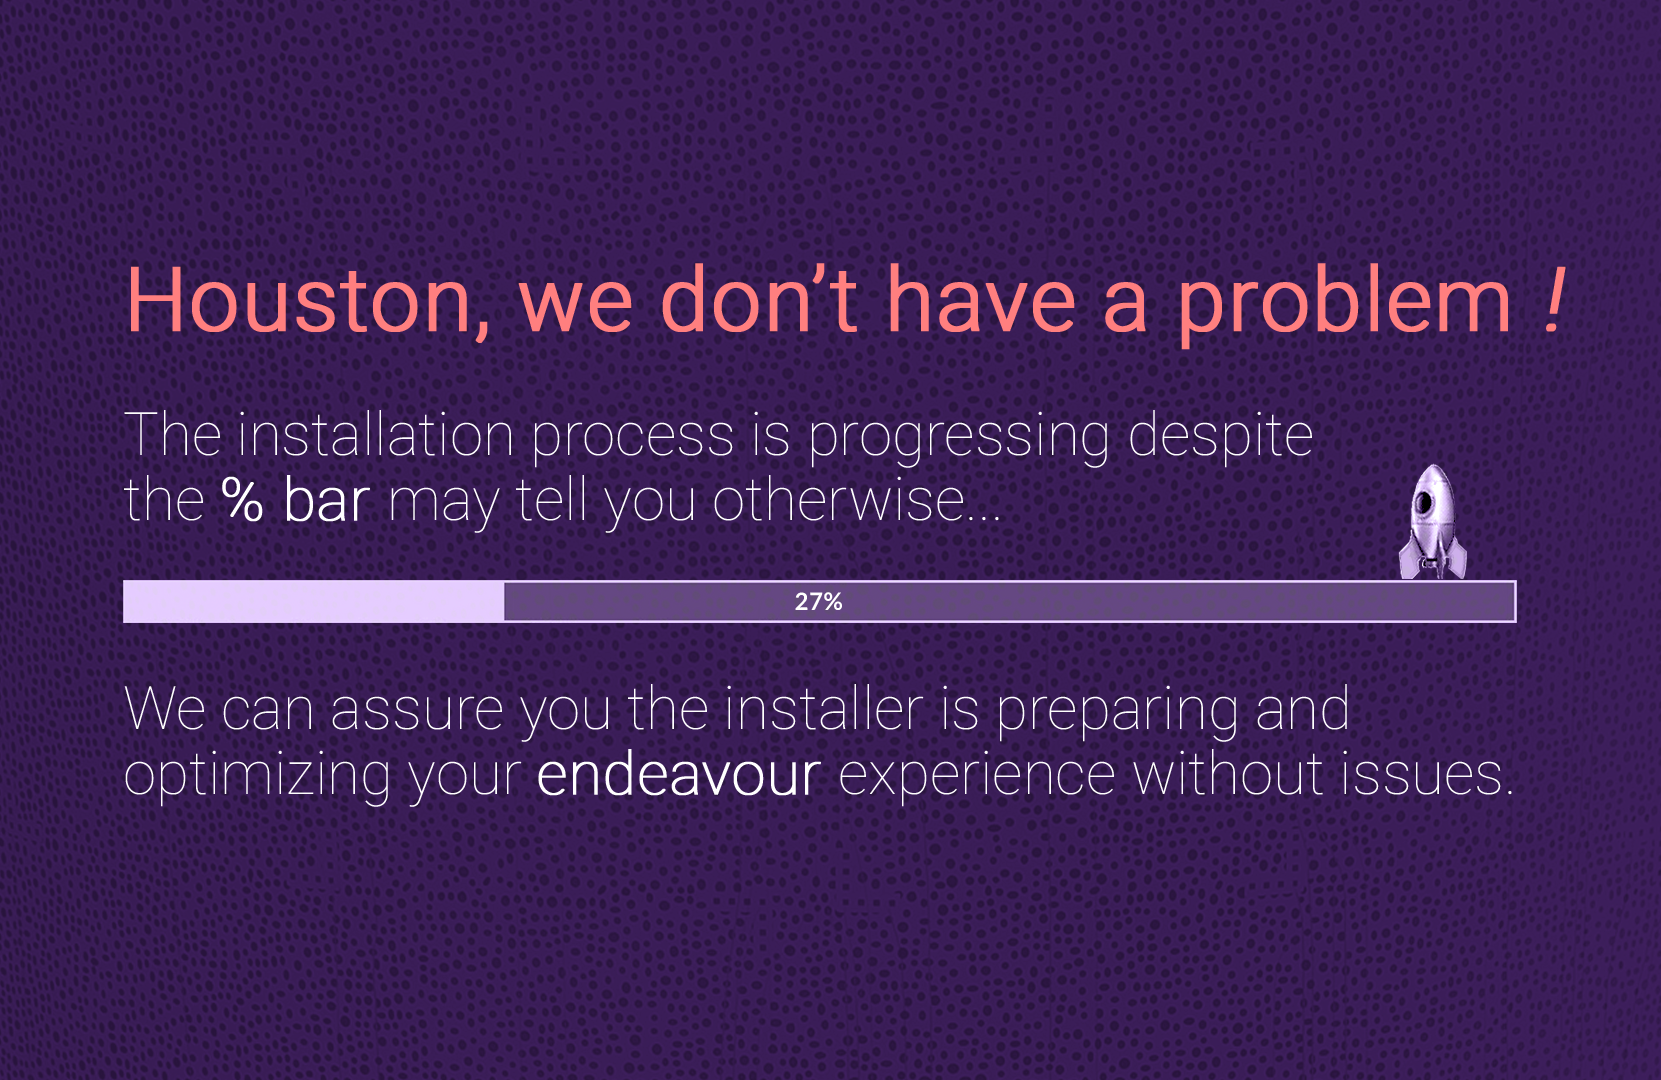 Houston, we don’t have a problem !
The installation process is progressing despite
the % bar may tell you otherwise...
27%
We can assure you the installer is preparing and
optimizing your endeavour experience without issues.